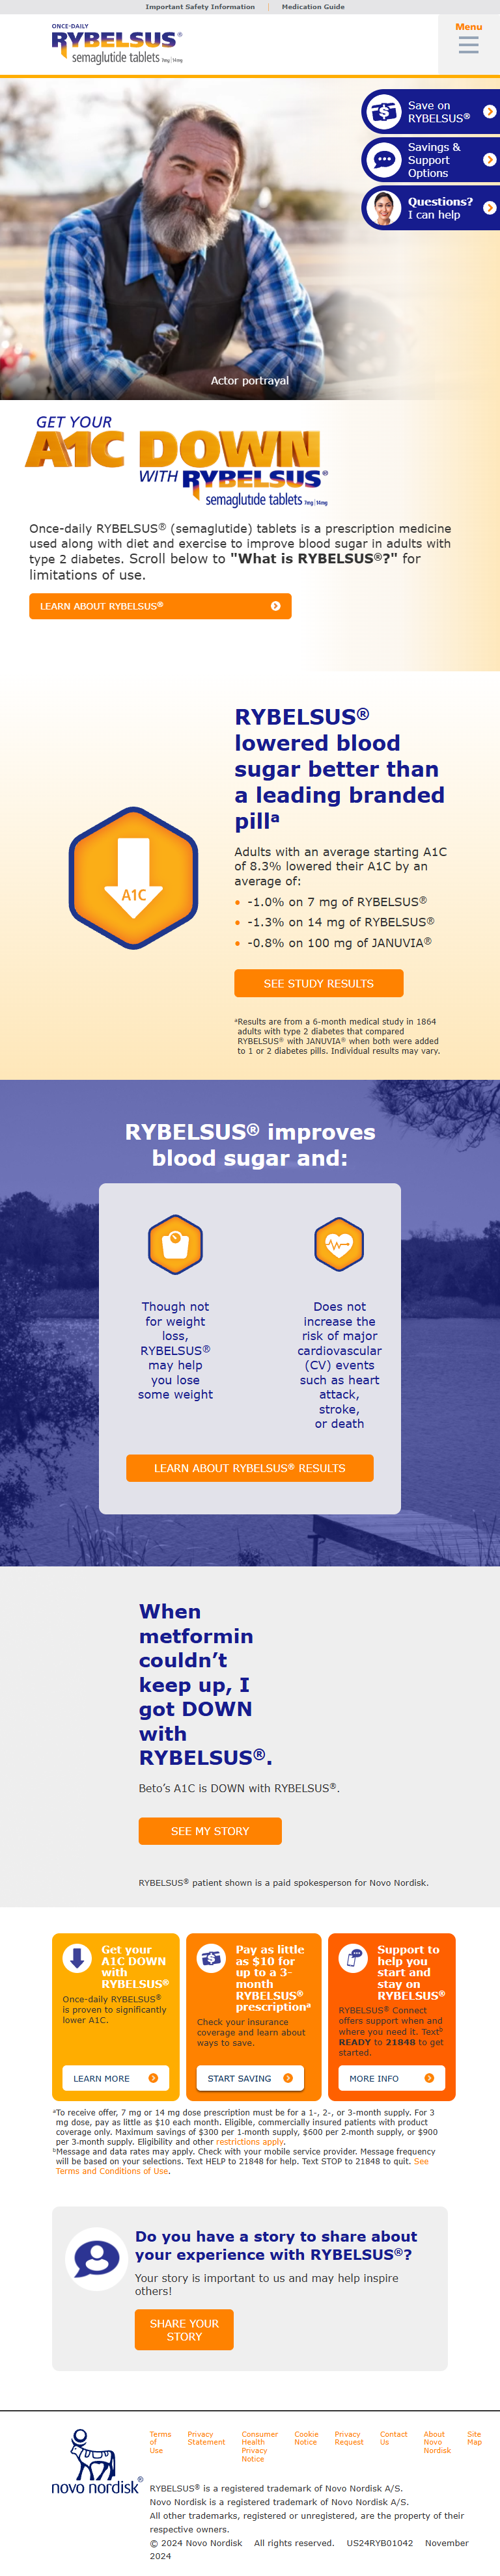 Important Safety Information | Medication Guide
ONCE-DAILY
RYBELSUS®
semaglutide tablets 7mg | 14mg
Menu
Save on
RYBELSUS®
Savings &
Support
Options
Questions?
I can help
Actor portrayal
GET YOUR
A1C DOWN
WITH RYBELSUS®
semaglutide tablets 7mg | 14mg
Once-daily RYBELSUS® (semaglutide) tablets is a prescription medicine
used along with diet and exercise to improve blood sugar in adults with
type 2 diabetes. Scroll below to "What is RYBELSUS®?" for
limitations of use.
LEARN ABOUT RYBELSUS®
RYBELSUS®
lowered blood
sugar better than
a leading branded
pillª
A1C
Adults with an average starting A1C
of 8.3% lowered their A1C by an
average of:
• -1.0% on 7 mg of RYBELSUS®
• -1.3% on 14 mg of RYBELSUS®
• -0.8% on 100 mg of JANUVIA®
SEE STUDY RESULTS
ªResults are from a 6-month medical study in 1864
adults with type 2 diabetes that compared
RYBELSUS® with JANUVIA® when both were added
to 1 or 2 diabetes pills. Individual results may vary.
RYBELSUS® improves
blood sugar and:
Though not
for weight
loss,
RYBELSUS®
may help
you lose
some weight
Does not
increase the
risk of major
cardiovascular
(CV) events
such as heart
attack,
stroke,
or death
LEARN ABOUT RYBELSUS® RESULTS
When
metformin
couldn’t
keep up, I
got DOWN
with
RYBELSUS®.
Beto’s A1C is DOWN with RYBELSUS®.
SEE MY STORY
RYBELSUS® patient shown is a paid spokesperson for Novo Nordisk.
Get your
A1C DOWN
with
RYBELSUS®
Once-daily RYBELSUS®
is proven to significantly
lower A1C.
LEARN MORE
Pay as little
as $10 for
up to a 3-
month
RYBELSUS®
prescriptionª
Check your insurance
coverage and learn about
ways to save.
START SAVING
Support to
help you
start and
stay on
RYBELSUS®
RYBELSUS® Connect
offers support when and
where you need it. Textᵇ
READY to 21848 to get
started.
MORE INFO
ªTo receive offer, 7 mg or 14 mg dose prescription must be for a 1-, 2-, or 3-month supply. For 3
mg dose, pay as little as $10 each month. Eligible, commercially insured patients with product
coverage only. Maximum savings of $300 per 1-month supply, $600 per 2-month supply, or $900
per 3-month supply. Eligibility and other restrictions apply.
ᵇMessage and data rates may apply. Check with your mobile service provider. Message frequency
will be based on your selections. Text HELP to 21848 for help. Text STOP to 21848 to quit. See
Terms and Conditions of Use.
Do you have a story to share about
your experience with RYBELSUS®?
Your story is important to us and may help inspire
others!
SHARE YOUR
STORY
novo nordisk®
Terms
of
Use
Privacy
Statement
Consumer
Health
Privacy
Notice
Cookie
Notice
Privacy
Request
Contact
Us
About
Novo
Nordisk
Site
Map
RYBELSUS® is a registered trademark of Novo Nordisk A/S.
Novo Nordisk is a registered trademark of Novo Nordisk A/S.
All other trademarks, registered or unregistered, are the property of their
respective owners.
© 2024 Novo Nordisk All rights reserved. US24RYB01042 November
2024